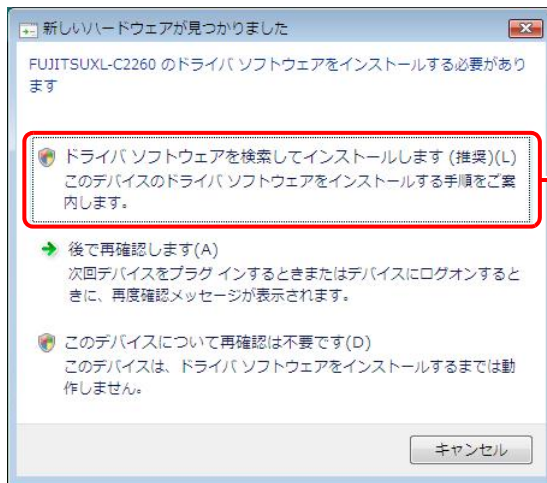 新しいハードウェアが見つかりました
FUJITSUXL-C2260 のドライバ ソフトウェアをインストールする必要があり
ます
ドライバ ソフトウェアを検索してインストールします (推奨)(L)
このデバイスのドライバ ソフトウェアをインストールする手順をご案
内します。
後で再確認します(A)
次回デバイスをプラグ インするときまたはデバイスにログオンすると
きに、再度確認メッセージが表示されます。
このデバイスについて再確認は不要です(D)
このデバイスは、ドライバ ソフトウェアをインストールするまでは動
作しません。
キャンセル